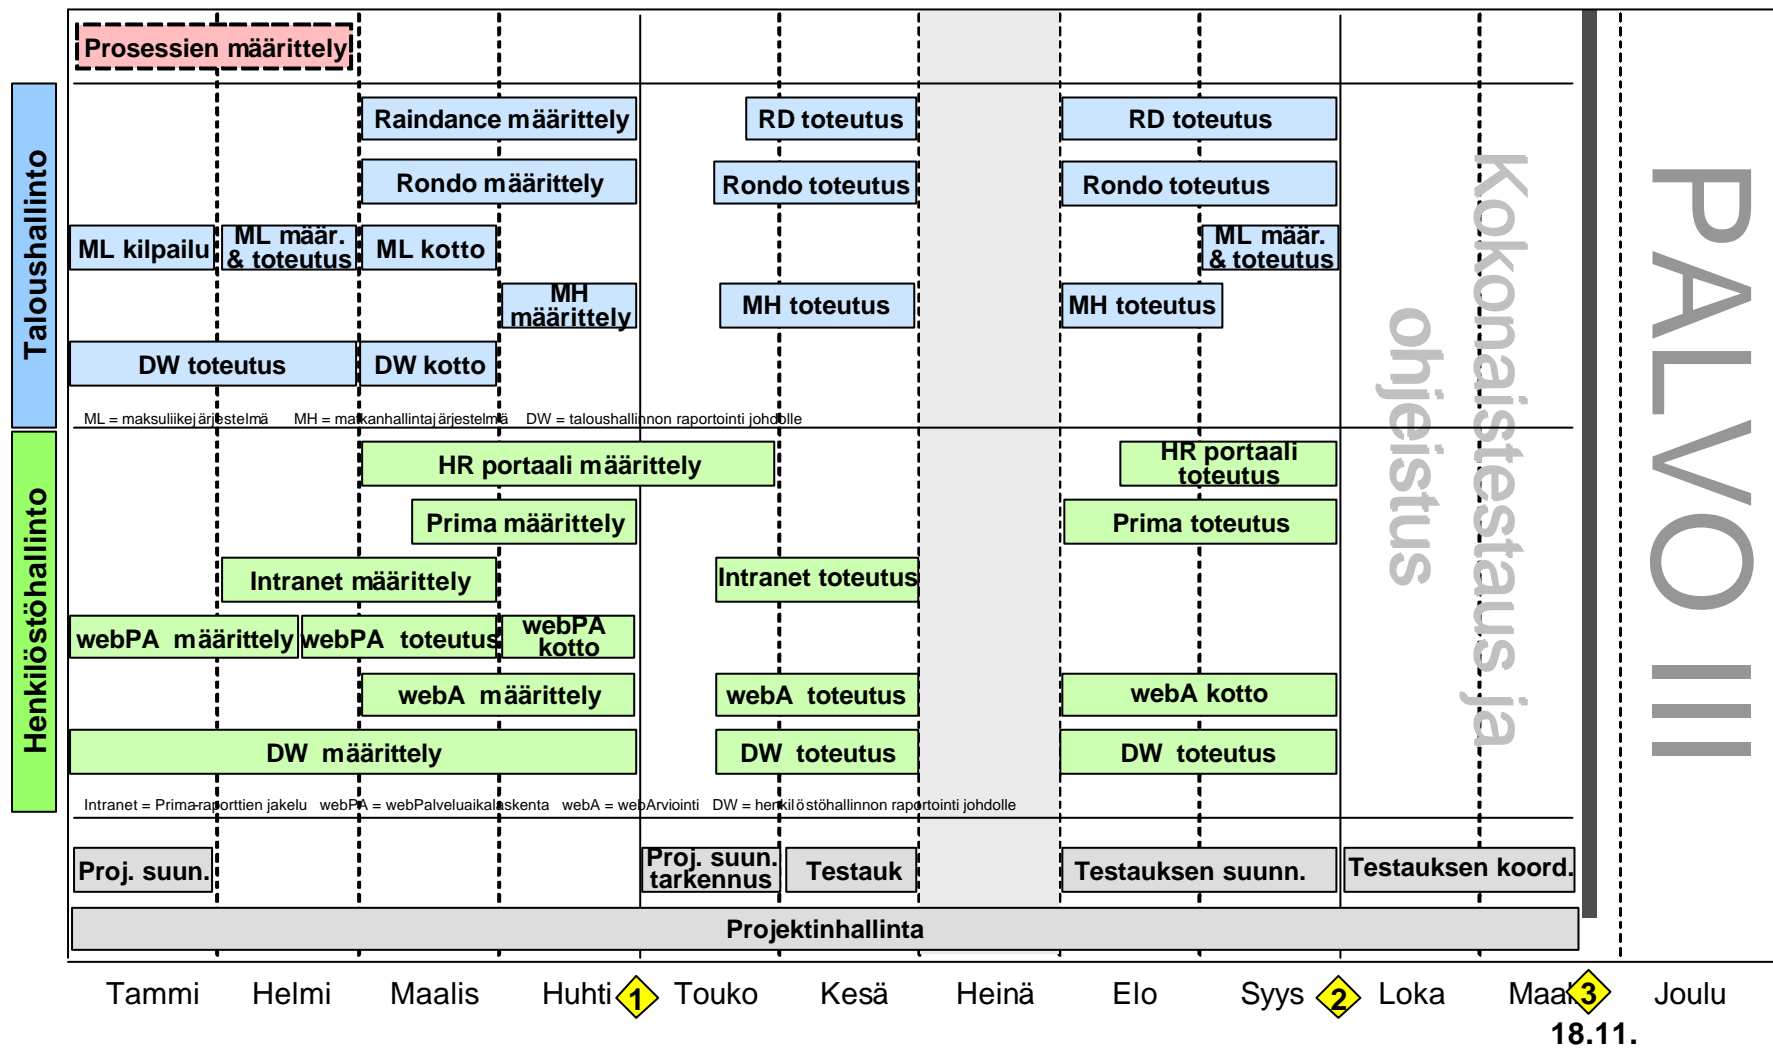 Prosessien määrittely
Taloushallinto
Raindance määrittely
RD toteutus
RD toteutus
Rondo määrittely
Rondo toteutus
Rondo toteutus
ML kilpailu
ML määr.
& toteutus
ML kotto
ML määr.
& toteutus
MH
määrittely
MH toteutus
MH toteutus
DW toteutus
DW kotto
ML = maksuliikejärjestelmä MH = matkanhallintajärjestelmä DW = taloushallinnon raportointi johdolle
Henkilöstöhallinto
HR portaali määrittely
HR portaali
toteutus
Prima määrittely
Prima toteutus
Intranet määrittely
Intranet toteutus
webPA määrittely
webPA toteutus
webPA
kotto
webA määrittely
webA toteutus
webA kotto
DW määrittely
DW toteutus
DW toteutus
Intranet = Prima-raporttien jakelu webPA = webPalveluaikalaskenta webA = webArviointi DW = henkilöstöhallinnon raportointi johdolle
Kokonaistestaus ja
ohjeistus
PALVO III
Proj. suun.
Proj. suun.
tarkennus
Testauk
Testauksen suunn.
Testauksen koord.
Projektinhallinta
Tammi Helmi Maalis Huhti 1 Touko Kesä Heinä Elo Syys 2 Loka Maal 3 Joulu
18.11.